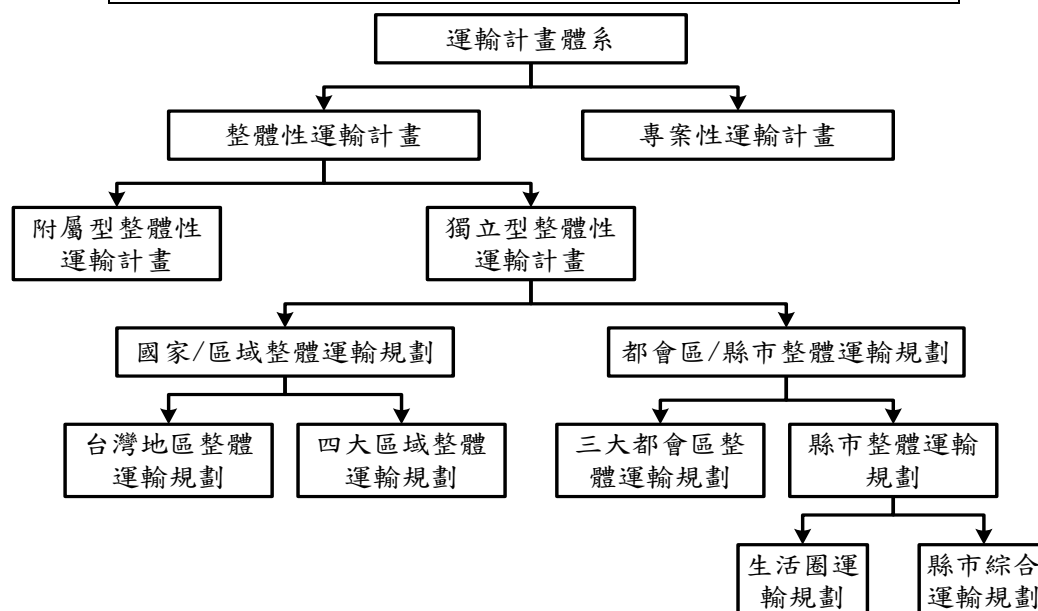 運輸計畫體系
整體性運輸計畫
專案性運輸計畫
附屬型整體性
運輸計畫
獨立型整體性
運輸計畫
國家/區域整體運輸規劃
都會區/縣市整體運輸規劃
台灣地區整體
運輸規劃
四大區域整體
運輸規劃
三大都會區整
體運輸規劃
縣市整體運輸
規劃
生活圈運
輸規劃
縣市綜合
運輸規劃